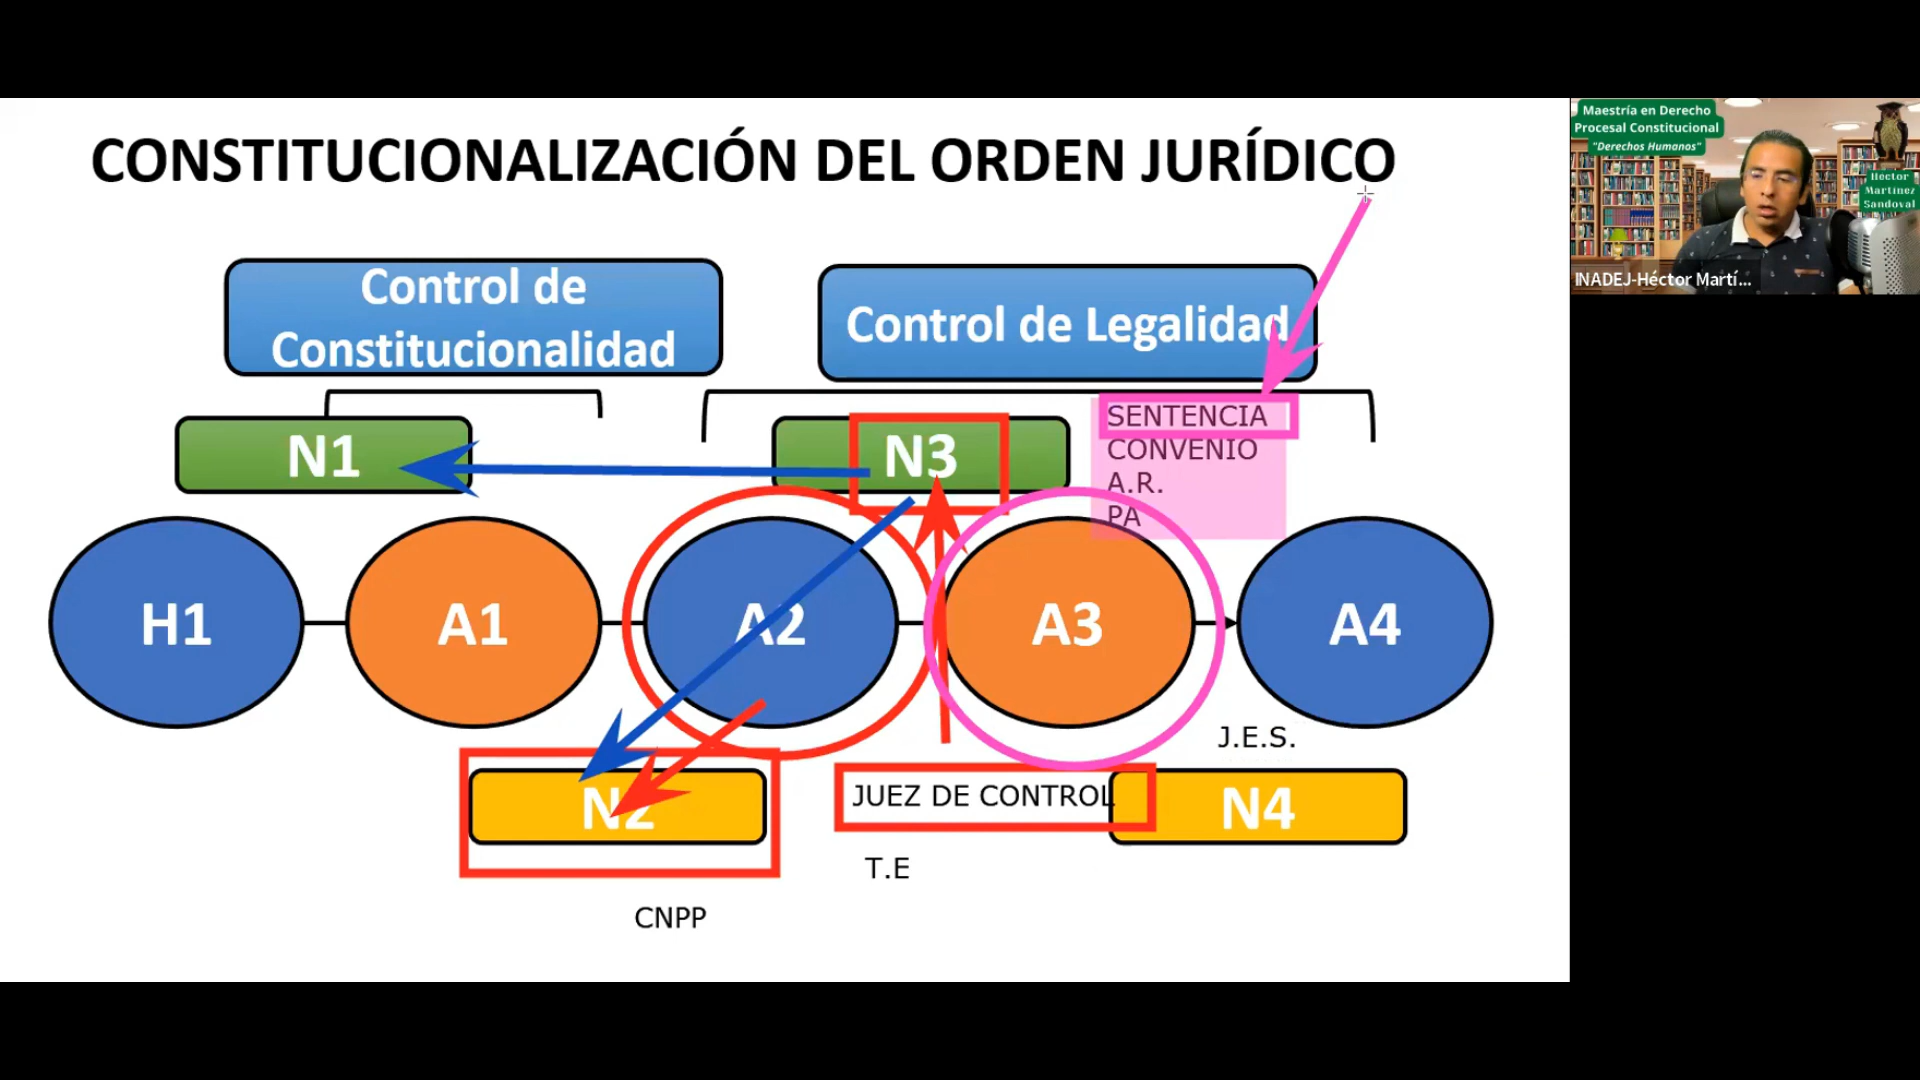 CONSTITUCIONALIZACIÓN DEL ORDEN JURÍDICO
Control de
Constitucionalidad
Control de Legalidad
N1
N3
SENTENCIA
CONVENIO
A.R.
PA
H1
A1
A2
A3
A4
J.E.S.
N2
JUEZ DE CONTROL
N4
T.E
CNPP
Maestría en Derecho
Procesal Constitucional
"Derechos Humanos"
Hector
Martínez
Sandoval
INADEJ-Héctor Martí...